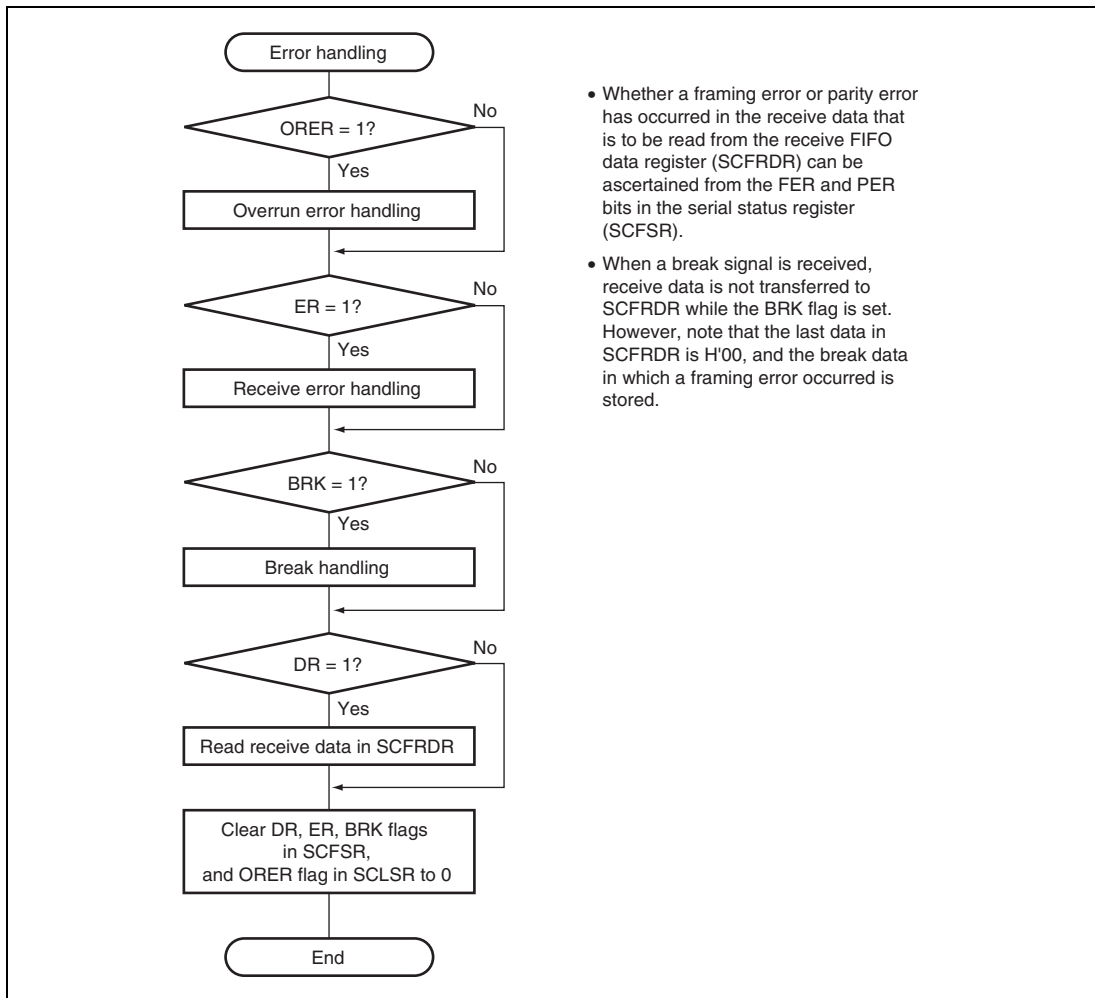 Error handling
ORER = 1?
No
Yes
Overrun error handling
ER = 1?
No
Yes
Receive error handling
BRK = 1?
No
Yes
Break handling
DR = 1?
No
Yes
Read receive data in SCFRDR
Clear DR, ER, BRK flags
in SCFSR,
and ORER flag in SCLSR to 0
End
• Whether a framing error or parity error
has occurred in the receive data that
is to be read from the receive FIFO
data register (SCFRDR) can be
ascertained from the FER and PER
bits in the serial status register
(SCFSR).
• When a break signal is received,
receive data is not transferred to
SCFRDR while the BRK flag is set.
However, note that the last data in
SCFRDR is H'00, and the break data
in which a framing error occurred is
stored.